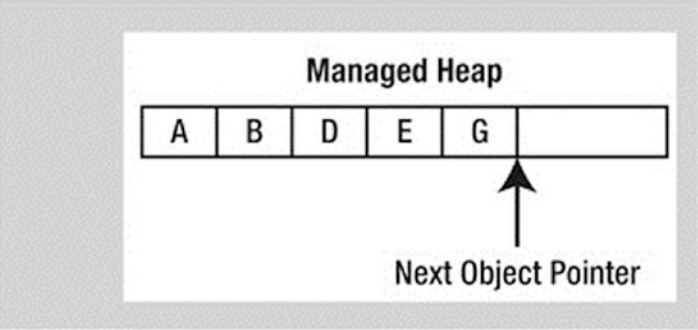 Managed Heap
A B D E G
Next Object Pointer